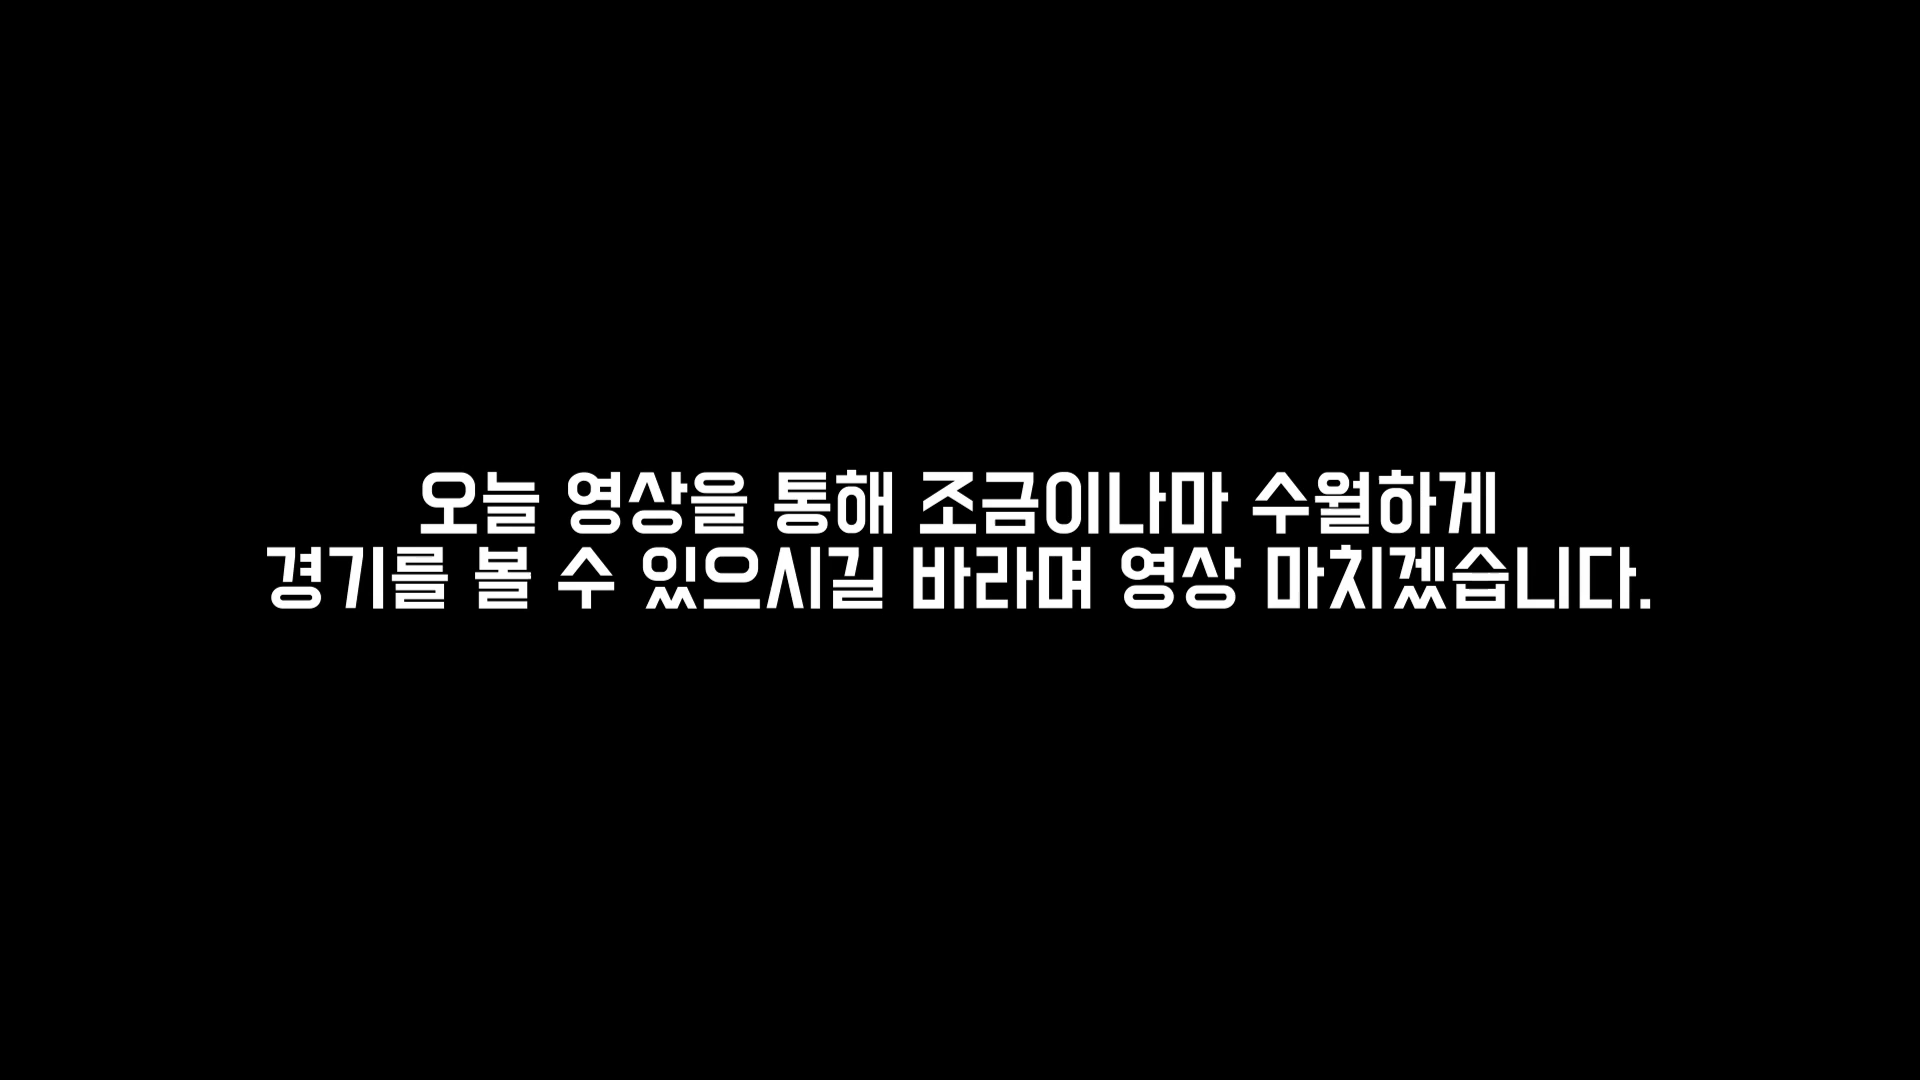 오늘 영상을 통해 조금이나마 수월하게
경기를 볼 수 있으시길 바라며 영상 마치겠습니다.